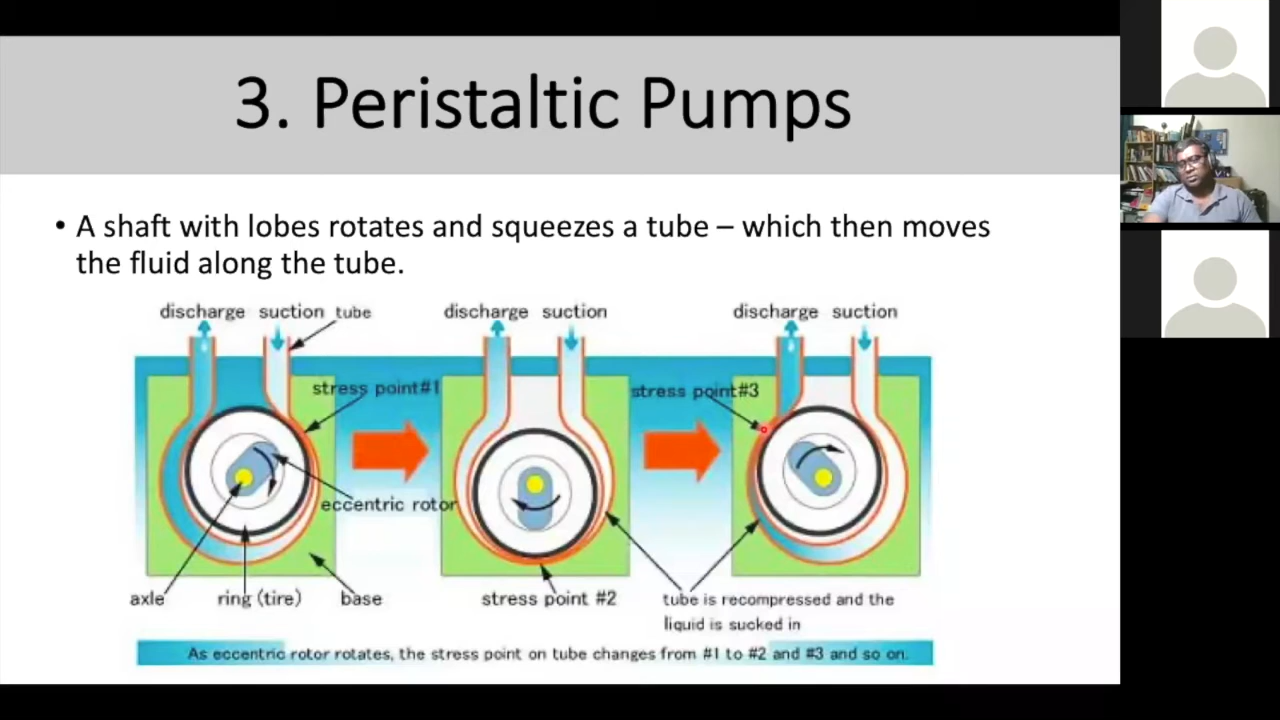 3. Peristaltic Pumps
• A shaft with lobes rotates and squeezes a tube – which then moves
the fluid along the tube.
discharge suction tube
discharge suction
discharge suction
stress point#1
stress point#3
eccentric rotor
axle ring (tire) base
stress point #2
tube is recompressed and the
liquid is sucked in
As eccentric rotor rotates, the stress point on tube changes from #1 to #2 and #3 and so on.